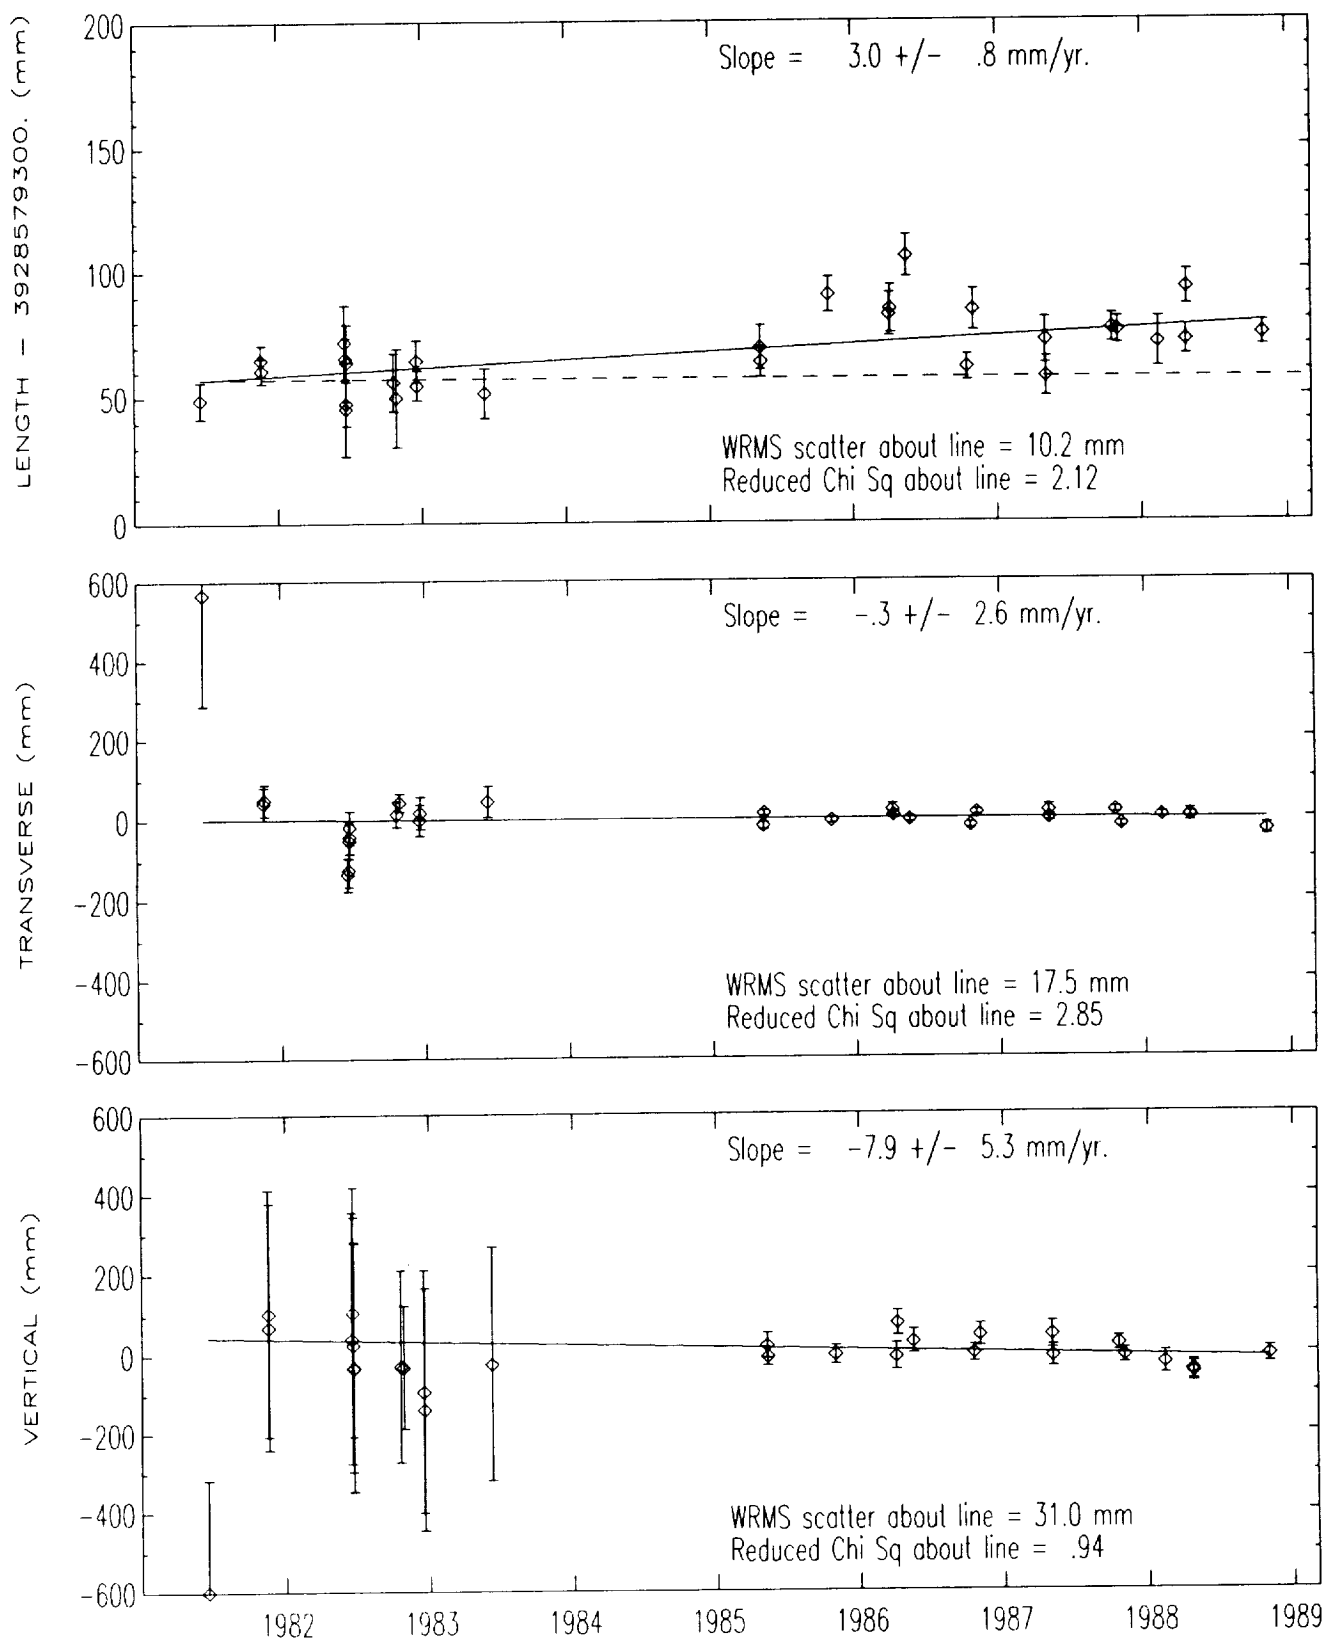 LENGTH – 3928579300. (mm)
200
150
100
50
0
Slope = 3.0 +/- .8 mm/yr.
WRMS scatter about line = 10.2 mm
Reduced Chi Sq about line = 2.12
TRANSVERSE (mm)
600
400
200
0
-200
-400
-600
Slope = -.3 +/- 2.6 mm/yr.
WRMS scatter about line = 17.5 mm
Reduced Chi Sq about line = 2.85
VERTICAL (mm)
600
400
200
0
-200
-400
-600
Slope = -7.9 +/- 5.3 mm/yr.
WRMS scatter about line = 31.0 mm
Reduced Chi Sq about line = .94
1982 1983 1984 1985 1986 1987 1988 1989